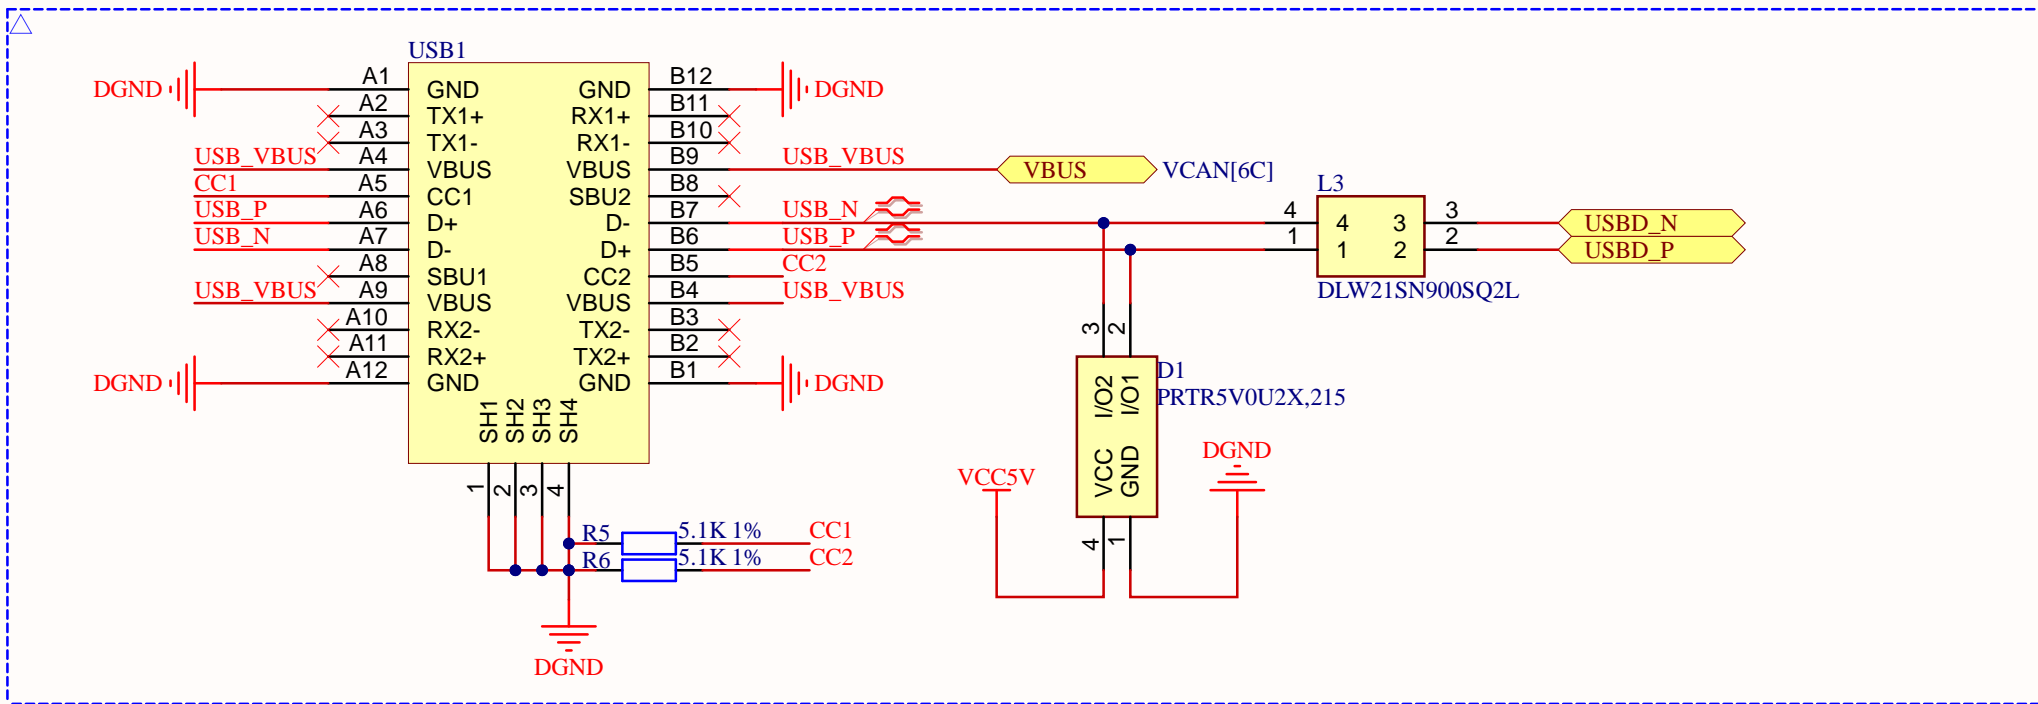 USB1
DGND
A1
GND
GND
B12
DGND
A2
TX1+
RX1+
B11
A3
TX1-
RX1-
B10
USB_VBUS
A4
VBUS
VBUS
B9
USB_VBUS
VBUS
VCAN[6C]
CC1
A5
CC1
SBU2
B8
L3
USB_P
A6
D+
D-
B7
USB_N
4
4
3
3
USBD_N
USB_N
A7
D-
D+
B6
USB_P
1
1
2
2
USBD_P
A8
SBU1
CC2
B5
CC2
USB_VBUS
A9
VBUS
VBUS
B4
USB_VBUS
DLW21SN900SQ2L
A10
RX2-
TX2-
B3
3
2
A11
RX2+
TX2+
B2
DGND
A12
GND
GND
B1
DGND
D1
PRTR5V0U2X,215
I/O2
I/O1
SH1
SH2
SH3
SH4
VCC
GND
DGND
VCC5V
1
2
3
4
R5
5.1K 1%
CC1
4
1
R6
5.1K 1%
CC2
DGND